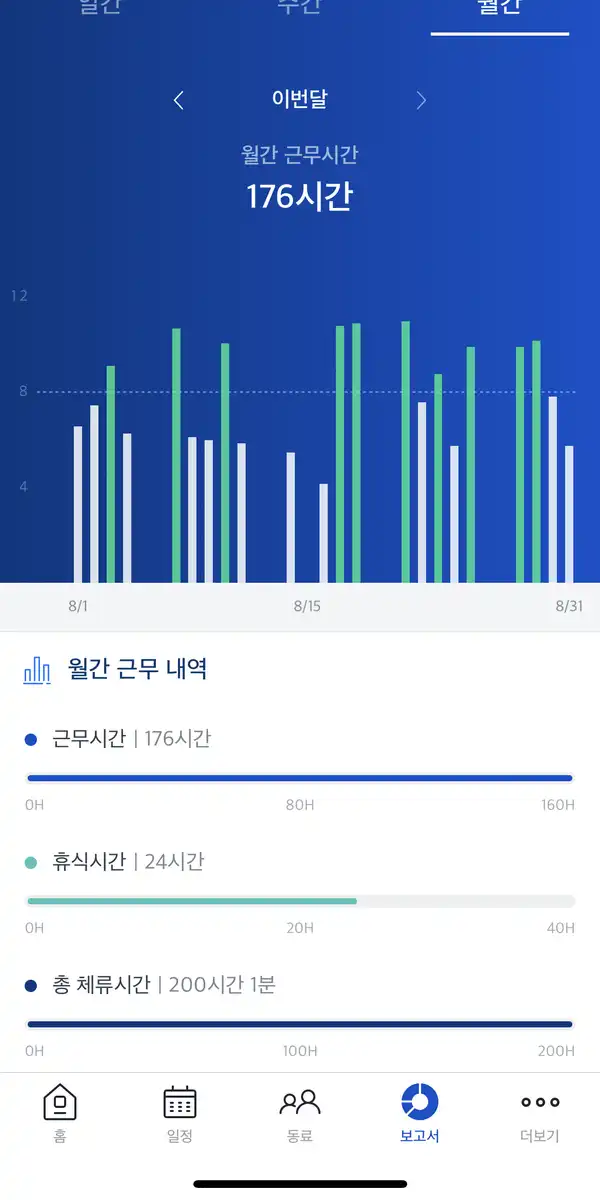 일간 주간 월간
이번달
월간 근무시간
176시간
12
8
4
8/1 8/15 8/31
월간 근무 내역
근무시간 | 176시간
0H 80H 160H
휴식시간 | 24시간
0H 20H 40H
총 체류시간 | 200시간 1분
0H 100H 200H
홈 일정 동료 보고서 더보기